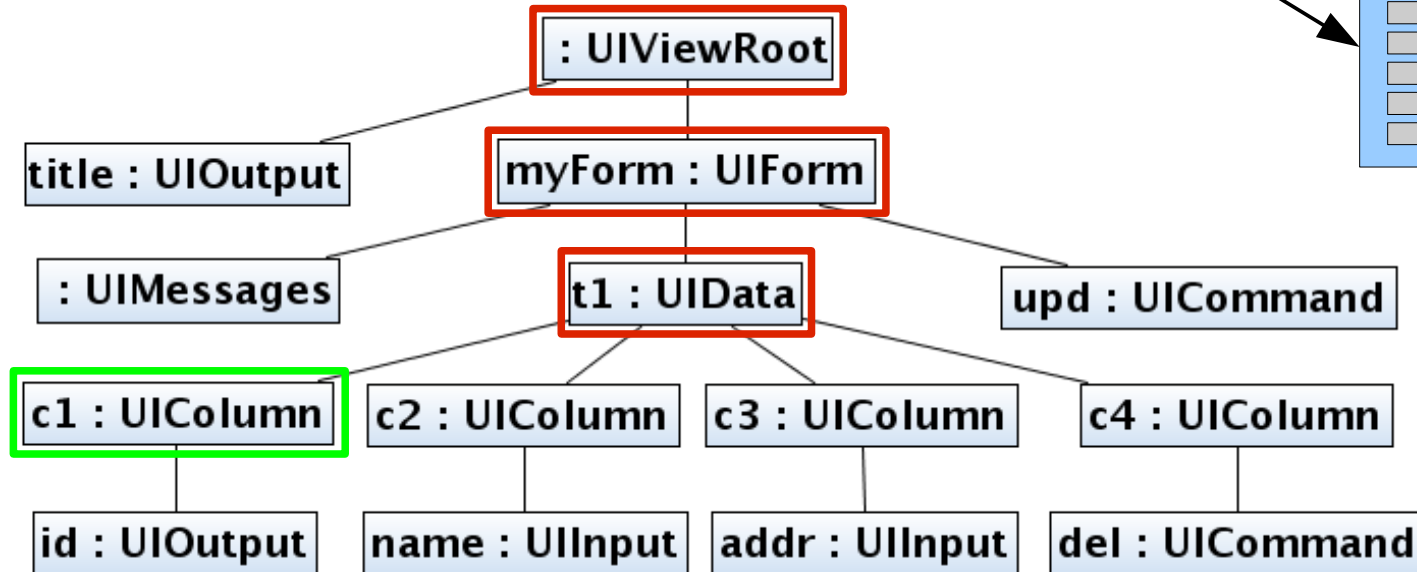 : UIViewRoot
title : UIOutput
myForm : UIForm
: UIMessages
t1 : UIData
upd : UICommand
c1 : UIColumn
c2 : UIColumn
c3 : UIColumn
c4 : UIColumn
id : UIOutput
name : UIInput
addr : UIInput
del : UICommand